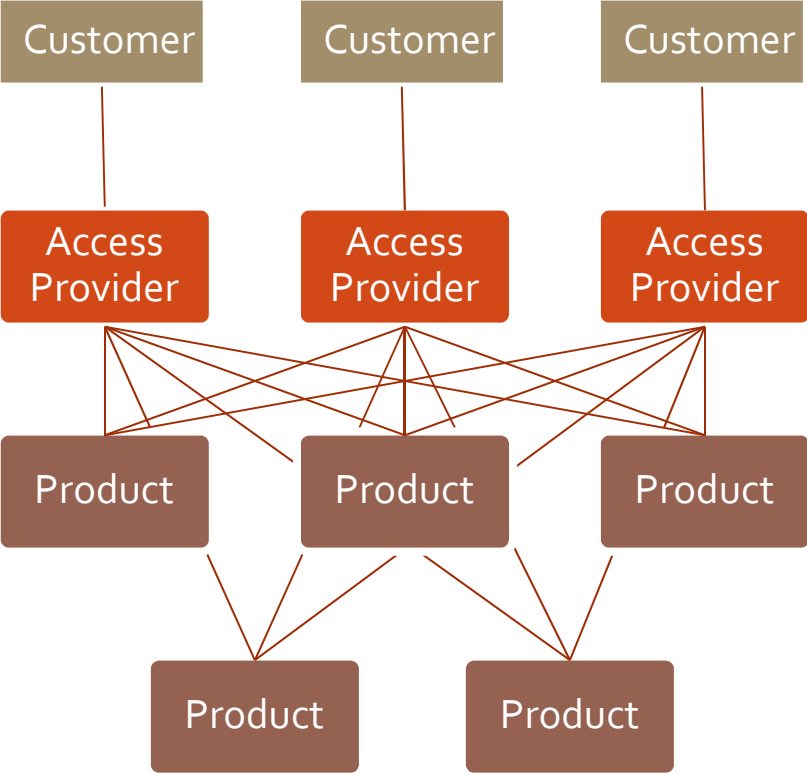 Customer
Customer
Customer
Access
Provider
Access
Provider
Access
Provider
Product
Product
Product
Product
Product